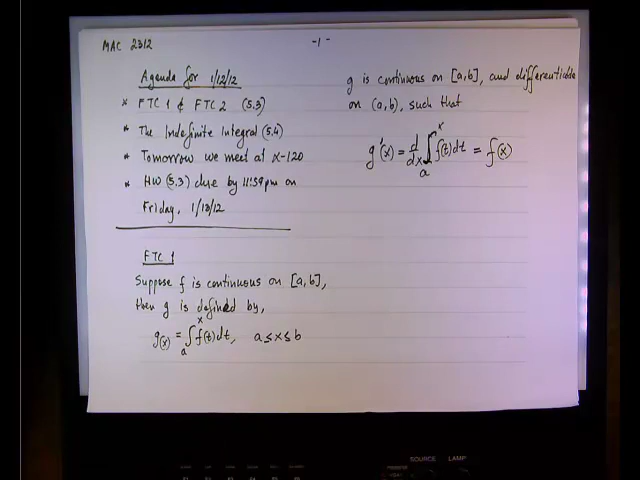 MAC 2312
-1-
Agenda for 1/12/12
* FTC 1 & FTC 2 (5.3)
* The Indefinite Integral (5.4)
* Tomorrow we meet at X-120
* HW (5.3) due by 11:59pm on
Friday, 1/13/12
FTC 1
Suppose f is continuous on [a,b],
then g is defined by,
g(x) = ∫_a^x f(t)dt, a ≤ x ≤ b
g is continuous on [a,b], and differentiable
on (a,b), such that
g'(x) = d/dx ∫_a^x f(t)dt = f(x)
SOURCE LAMP